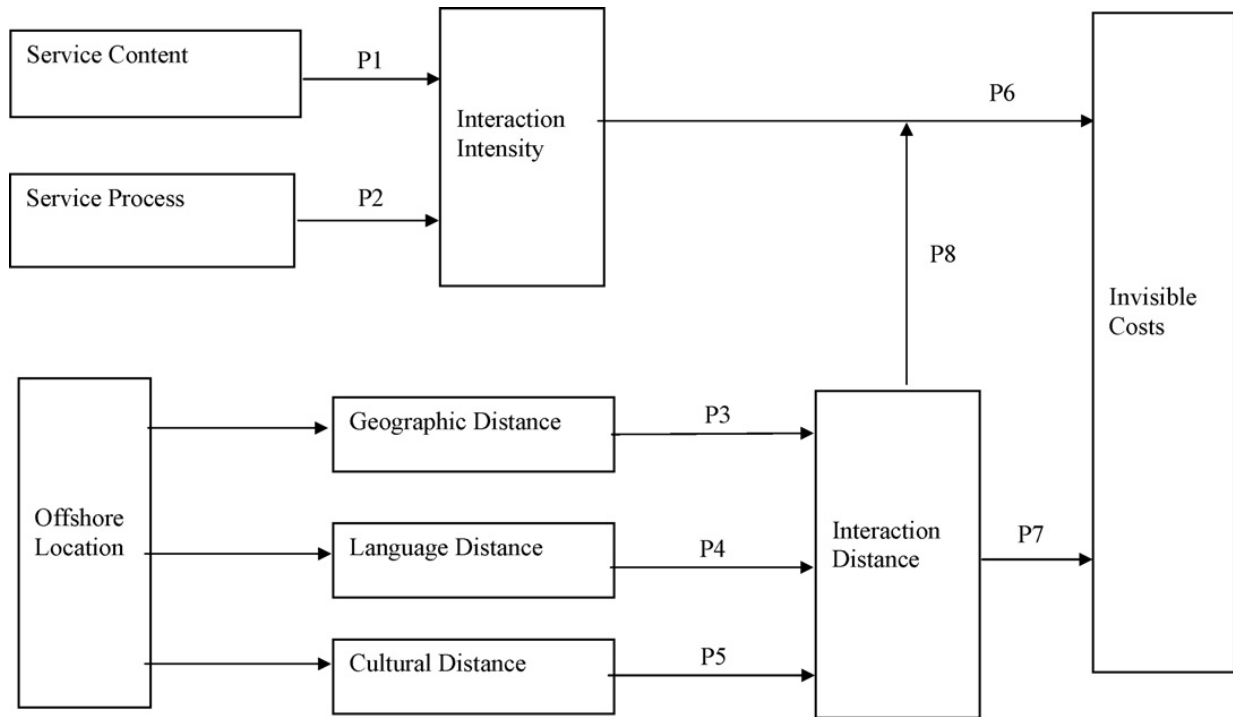 Service Content
P1
Interaction
Intensity
P6
Service Process
P2
P8
Invisible
Costs
Offshore
Location
Geographic Distance
P3
Language Distance
P4
Interaction
Distance
P7
Cultural Distance
P5